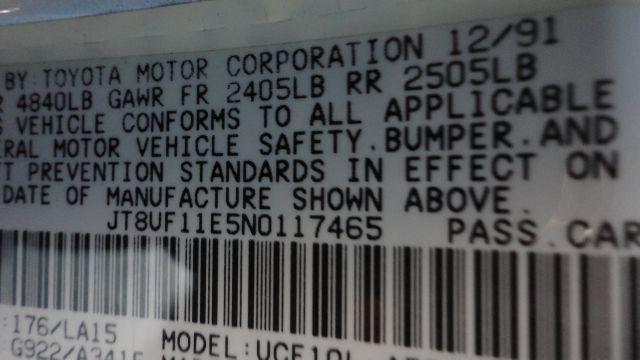 BY TOYOTA MOTOR CORPORATION 12/91
4840LB GAWR FR 2405LB RR 2505LB
VEHICLE CONFORMS TO ALL APPLICABLE
MOTOR VEHICLE SAFETY.BUMPER.AND
PREVENTION STANDARDS IN EFFECT ON
DATE OF MANUFACTURE SHOWN ABOVE.
JT8UF11E5N0117465 PASS.CAR
:176/LA15
MODEL:UCF10L